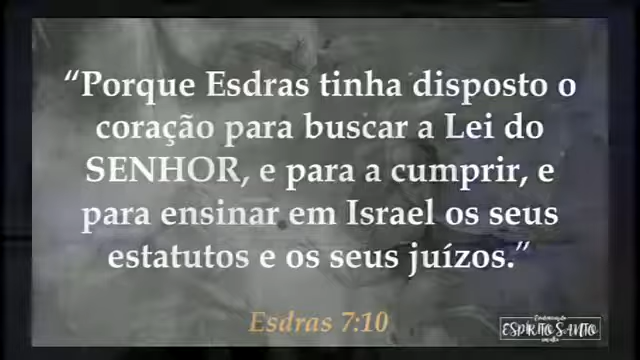 “Porque Esdras tinha disposto o
coração para buscar a Lei do
SENHOR, e para a cumprir, e
para ensinar em Israel os seus
estatutos e os seus juízos.”
Esdras 7:10
ESPÍRITO SANTO